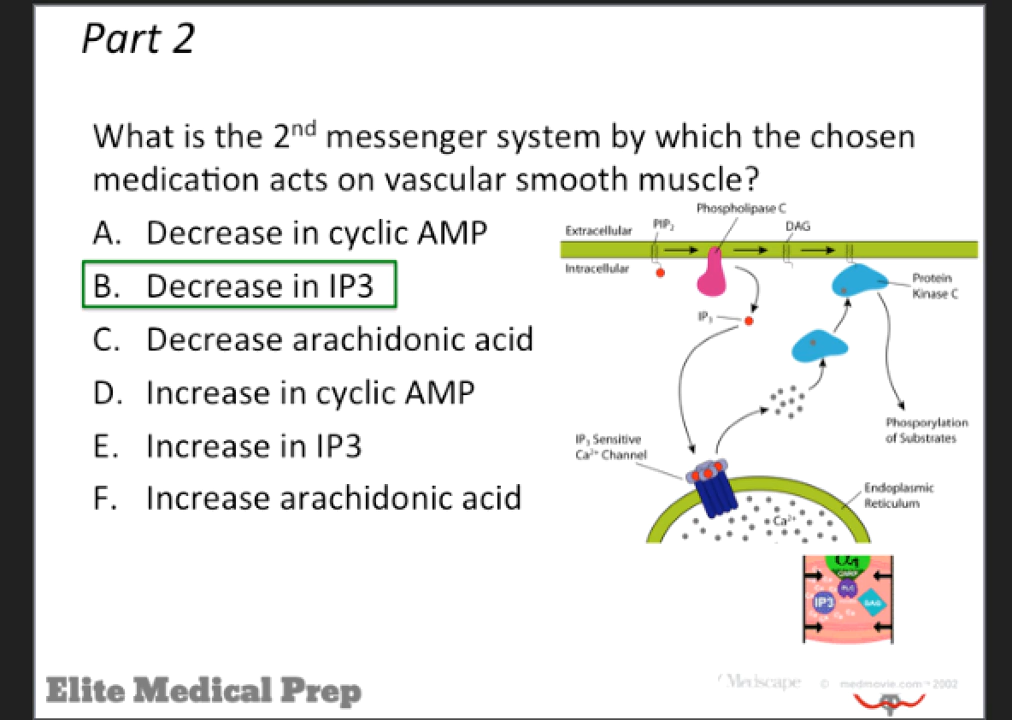 Part 2
What is the 2nd messenger system by which the chosen
medication acts on vascular smooth muscle?
A. Decrease in cyclic AMP
B. Decrease in IP3
C. Decrease arachidonic acid
D. Increase in cyclic AMP
E. Increase in IP3
F. Increase arachidonic acid
Phospholipase C
Extracellular
PIP₂
DAG
Intracellular
Protein
Kinase C
IP₃
Phosporylation
of Substrates
IP₃ Sensitive
Ca²⁺ Channel
Endoplasmic
Reticulum
Ca²⁺
PLC
IP3
DAG
Elite Medical Prep
Medscape © medmovie.com 2002